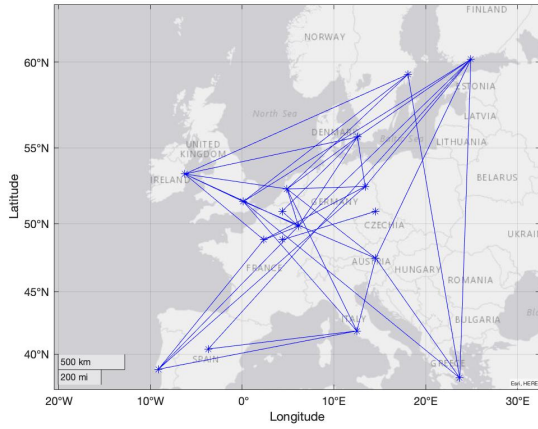 FINLAND
NORWAY
60°N
ESTONIA
North Sea
LATVIA
55°N
DENMARK
LITHUANIA
UNITED
KINGDOM
IRELAND
BELARUS
Latitude
GERMANY
50°N
CZECHIA
UKRAIN
FRANCE
AUSTRIA
HUNGARY
45°N
ROMANIA
ITALY
BULGARIA
40°N
SPAIN
GREECE
500 km
200 mi
Esri, HERE
20°W
10°W
0°
10°E
20°E
30°E
Longitude